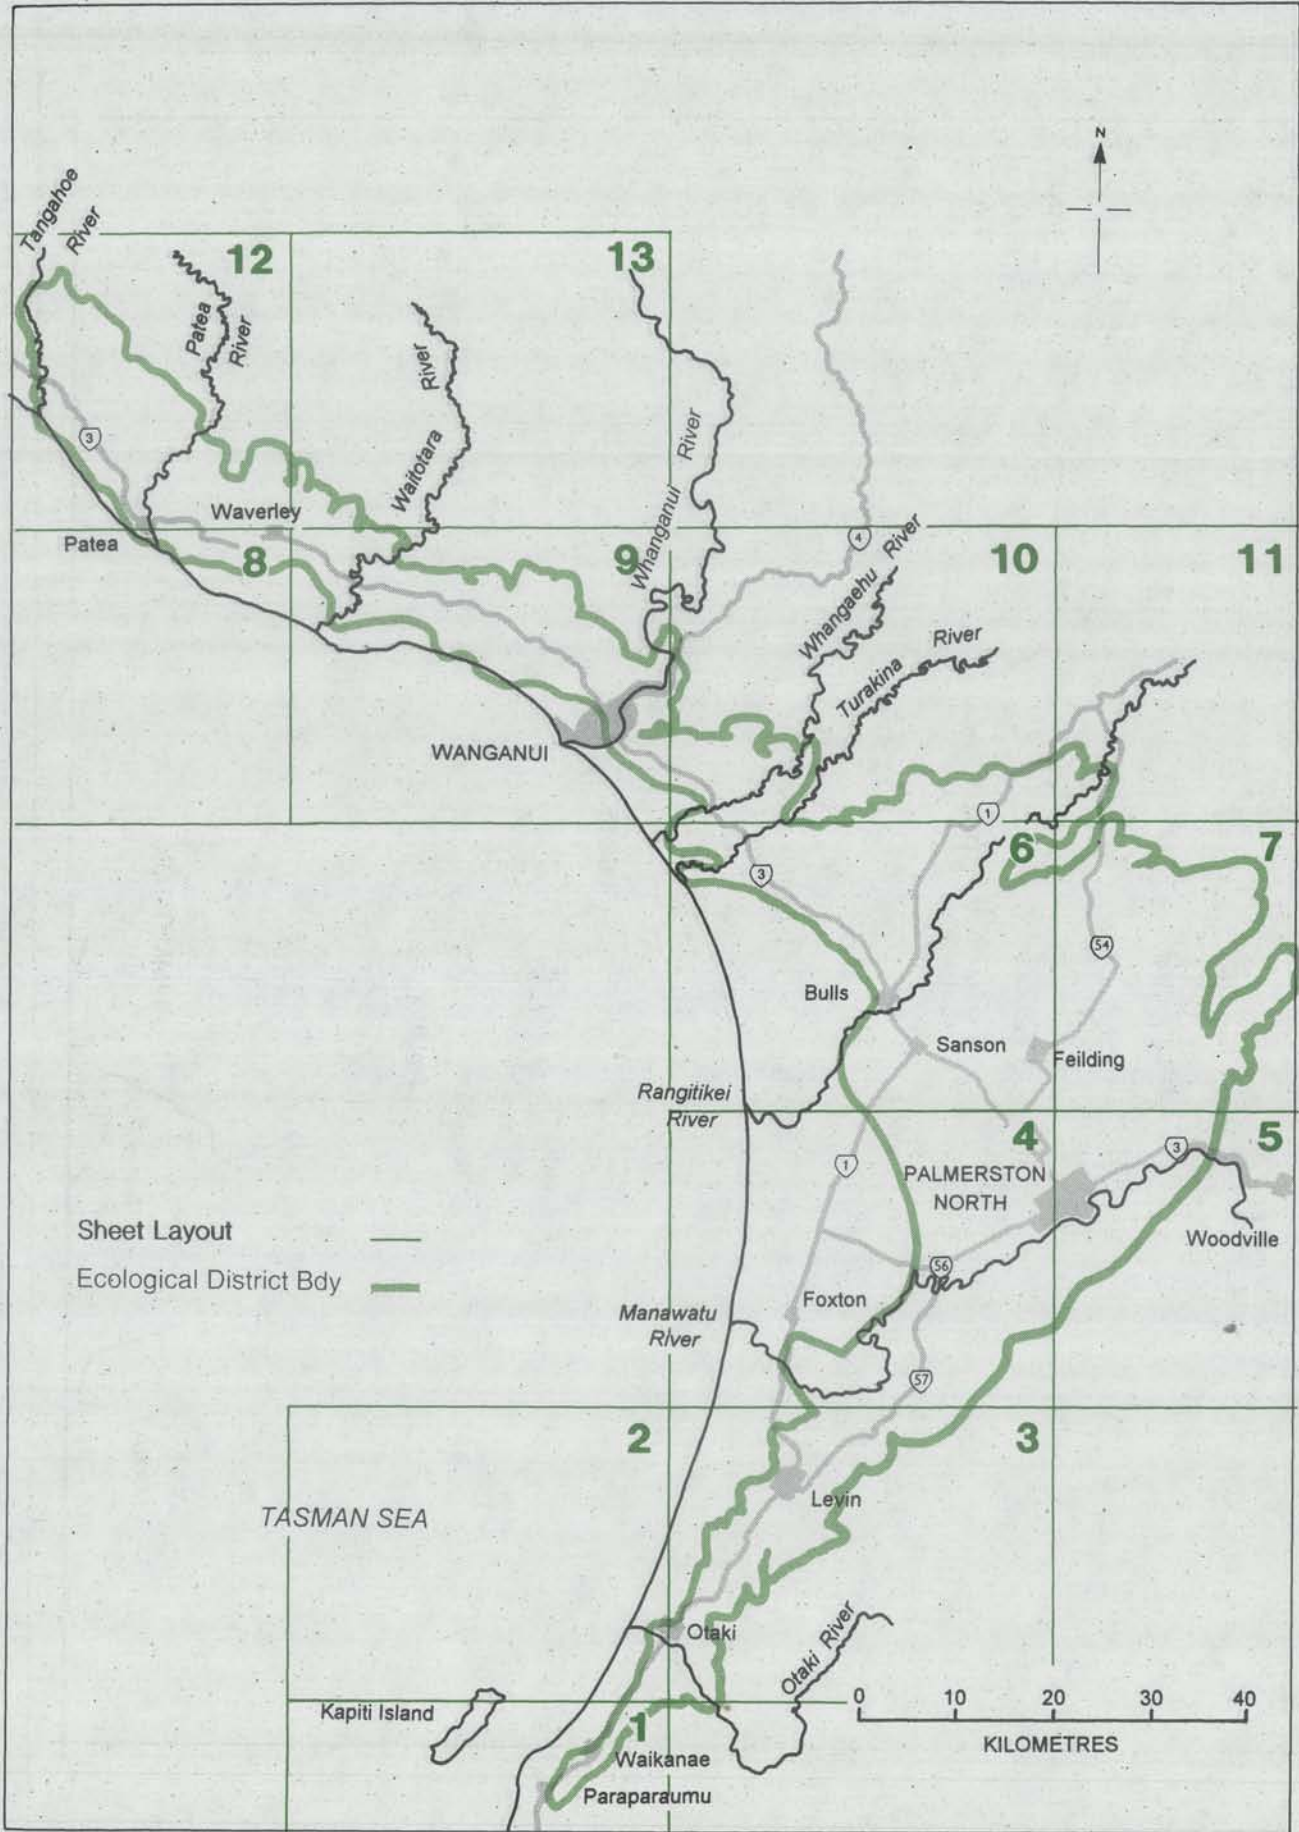 N
Tangahoe
River
12
13
Patea
River
River
Waitotara
Whanganui River
3
Waverley
Patea
8
9
4
10
11
Whangaehu River
Turakina River
WANGANUI
1
6
7
3
54
Bulls
Sanson
Feilding
Rangitikei
River
4
5
3
1
PALMERSTON
NORTH
Woodville
Sheet Layout
Ecological District Bdy
56
Foxton
Manawatu
River
57
2
3
TASMAN SEA
Levin
Otaki
Otaki River
Kapiti Island
1
Waikanae
Paraparaumu
0 10 20 30 40
KILOMETRES